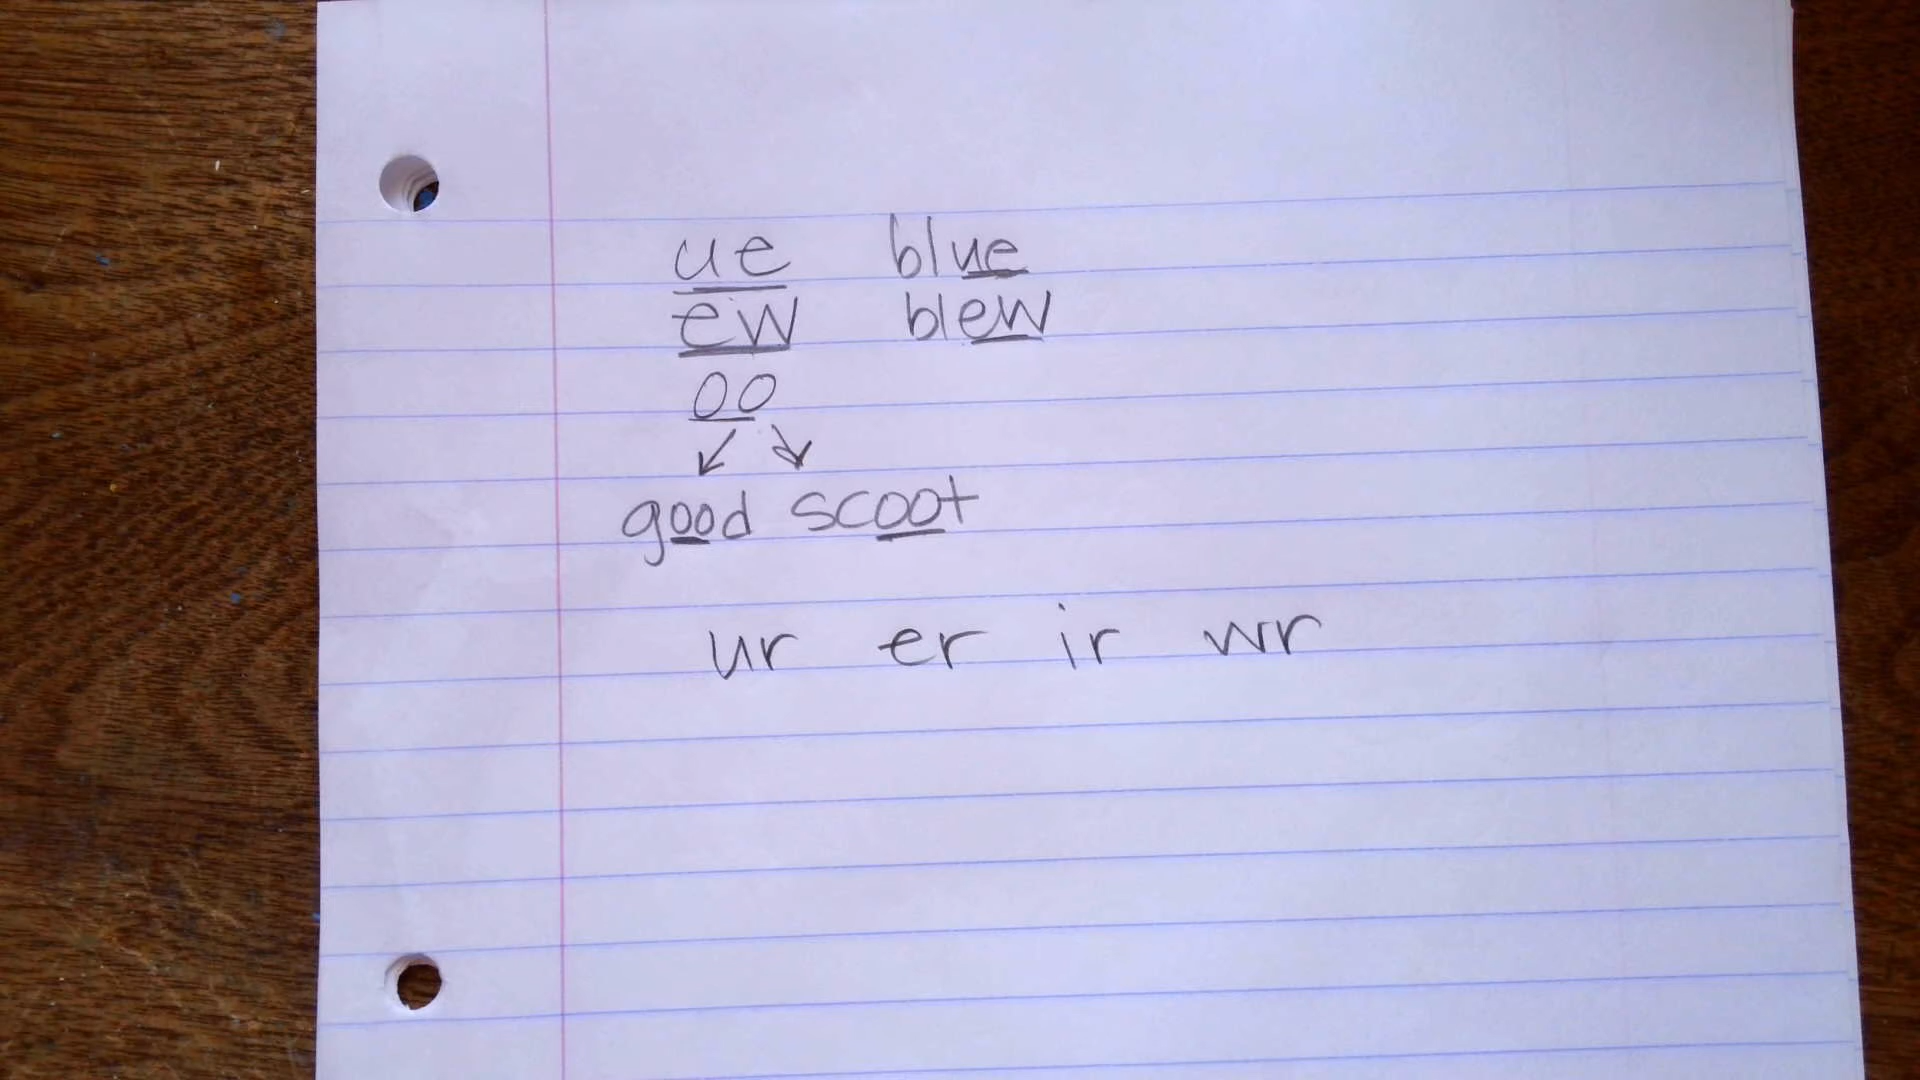 ue blue
ew blew
oo
↙ ↘
good scoot
ur er ir wr